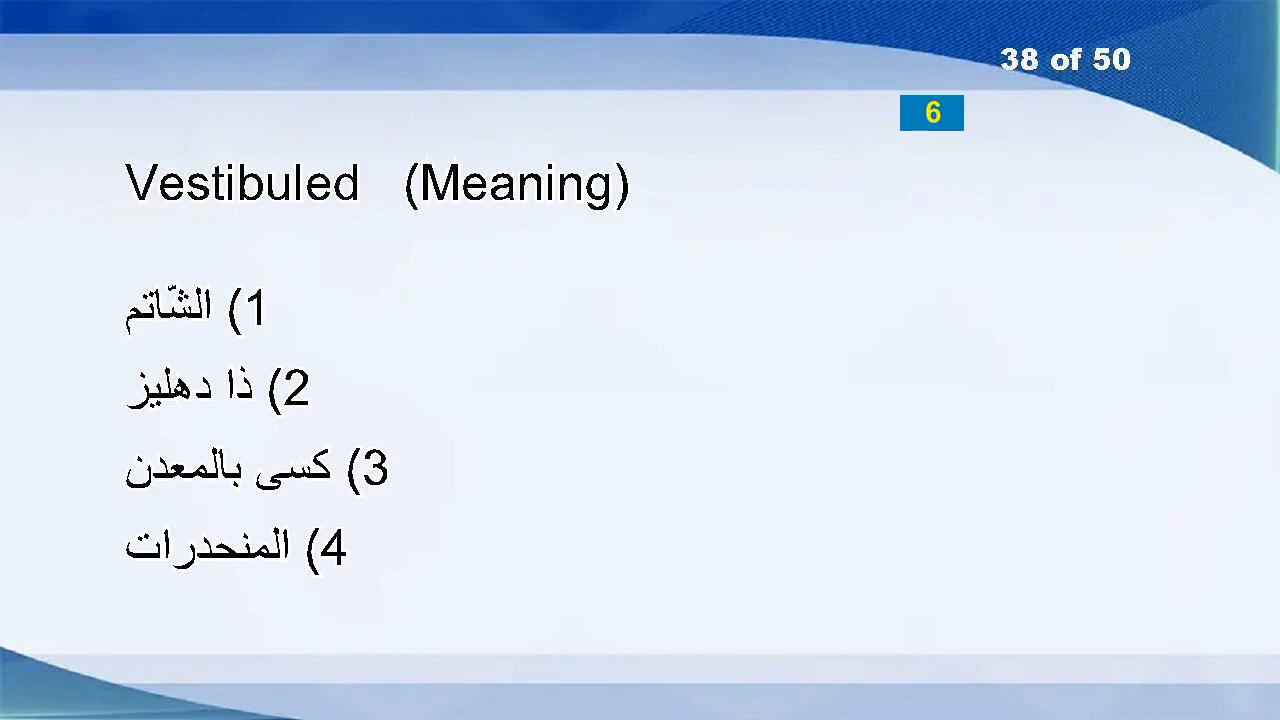 38 of 50
6
Vestibuled (Meaning)
1) الشّاتم
2) ذا دهليز
3) كسى بالمعدن
4) المنحدرات